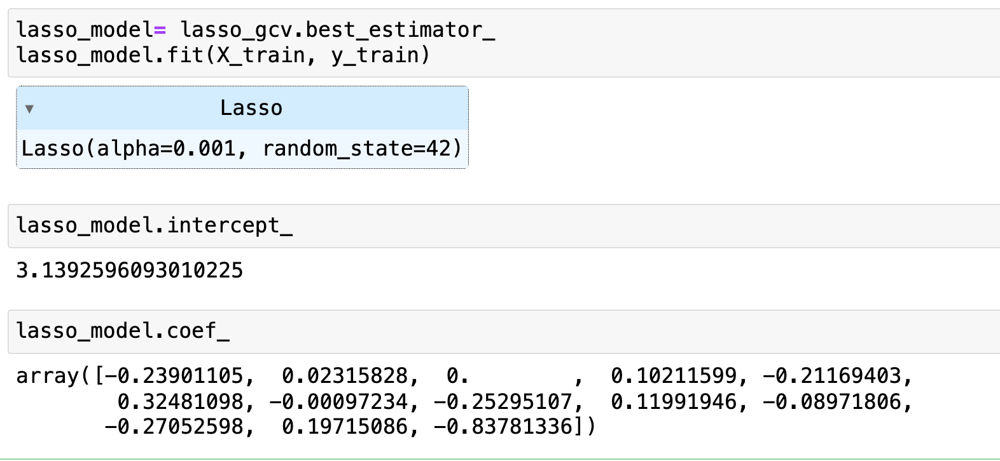 lasso_model= lasso_gcv.best_estimator_
lasso_model.fit(X_train, y_train)
▼ Lasso
Lasso(alpha=0.001, random_state=42)
lasso_model.intercept_
3.1392596093010225
lasso_model.coef_
array([-0.23901105,  0.02315828,  0.        ,  0.10211599, -0.21169403,
        0.32481098, -0.00097234, -0.25295107,  0.11991946, -0.08971806,
       -0.27052598,  0.19715086, -0.83781336])